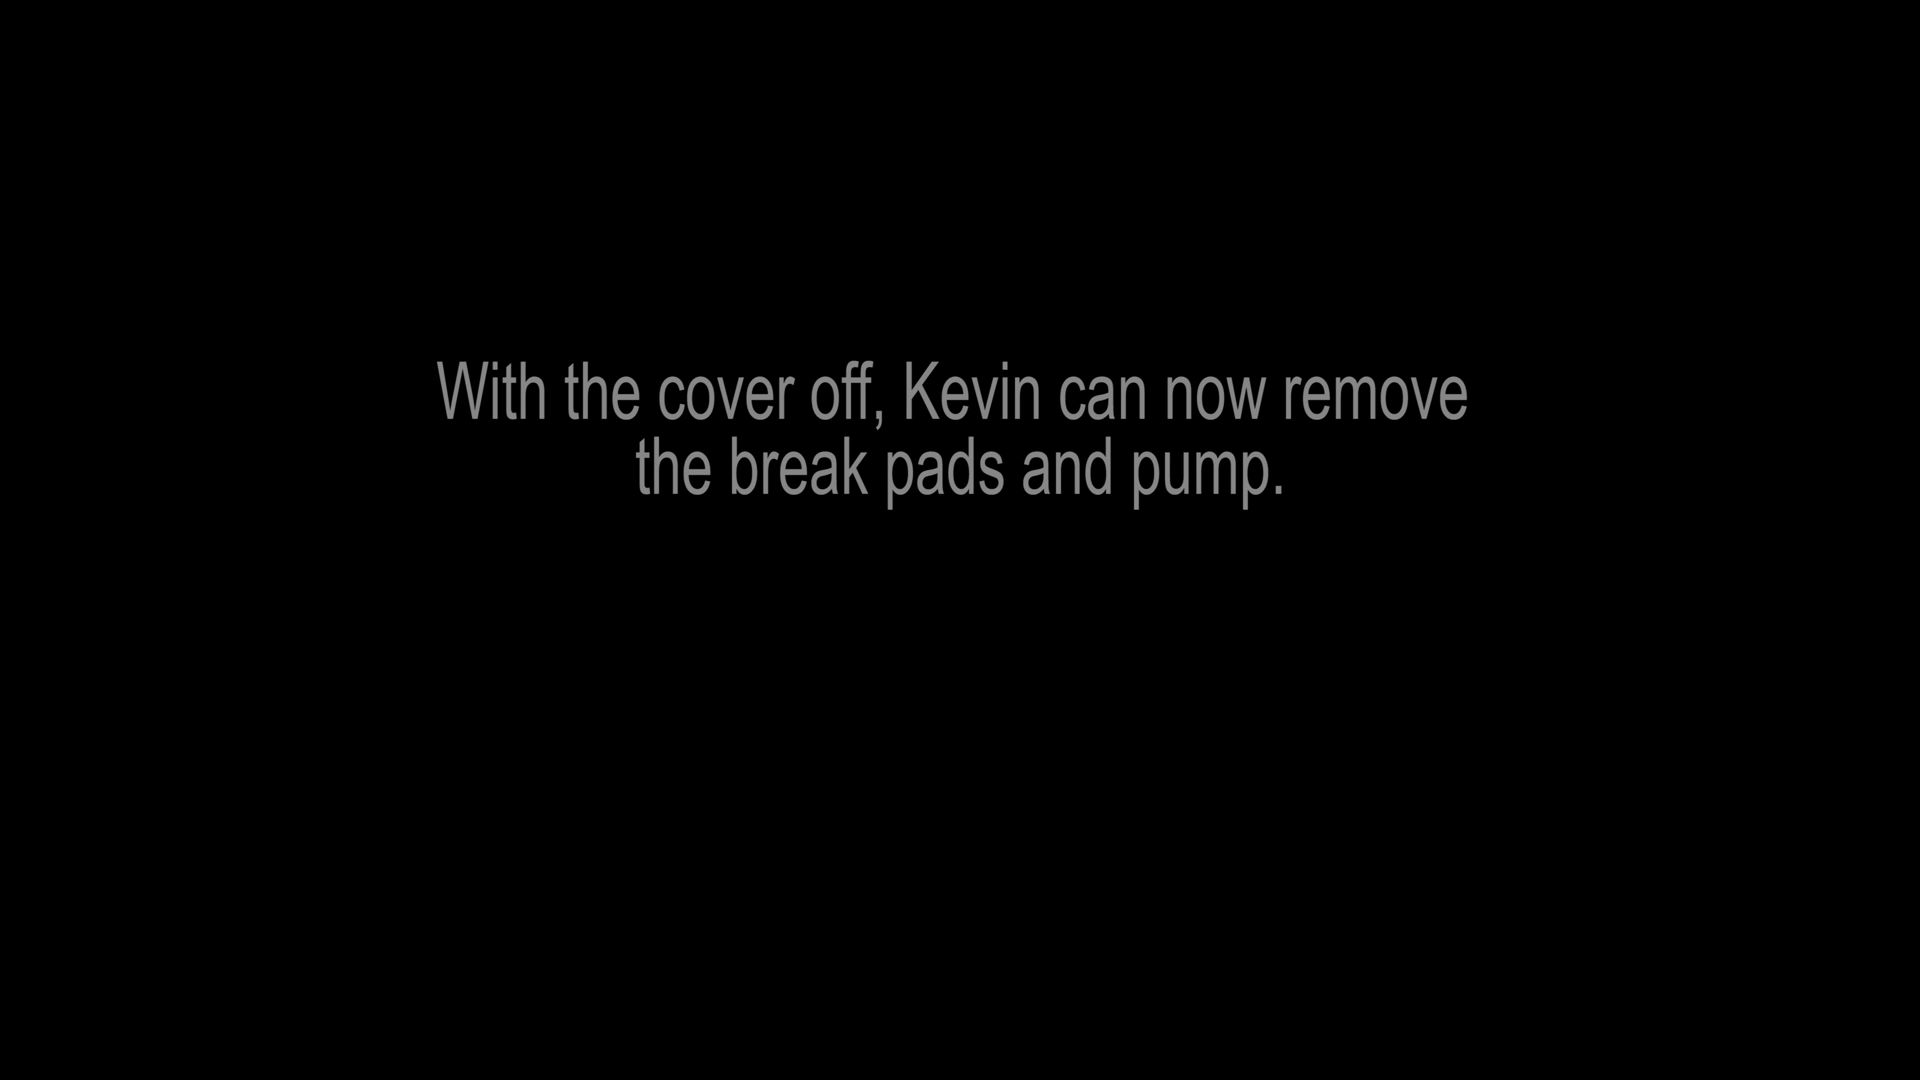 With the cover off, Kevin can now remove
the break pads and pump.